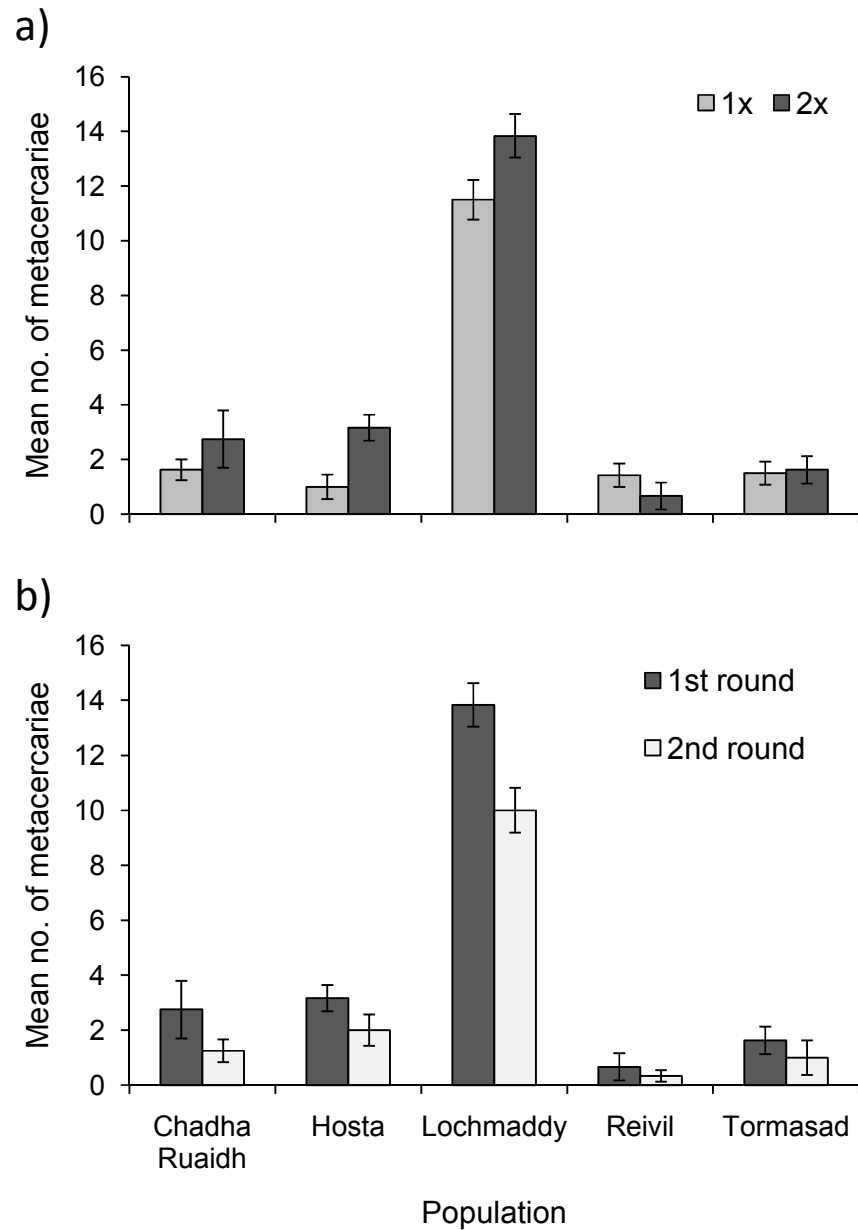 a)
16
14
12
10
8
6
4
2
0
Mean no. of metacercariae
1x 2x
b)
16
14
12
10
8
6
4
2
0
Mean no. of metacercariae
1st round
2nd round
Chadha Hosta Lochmaddy Reivil Tormasad
Ruaidh
Population